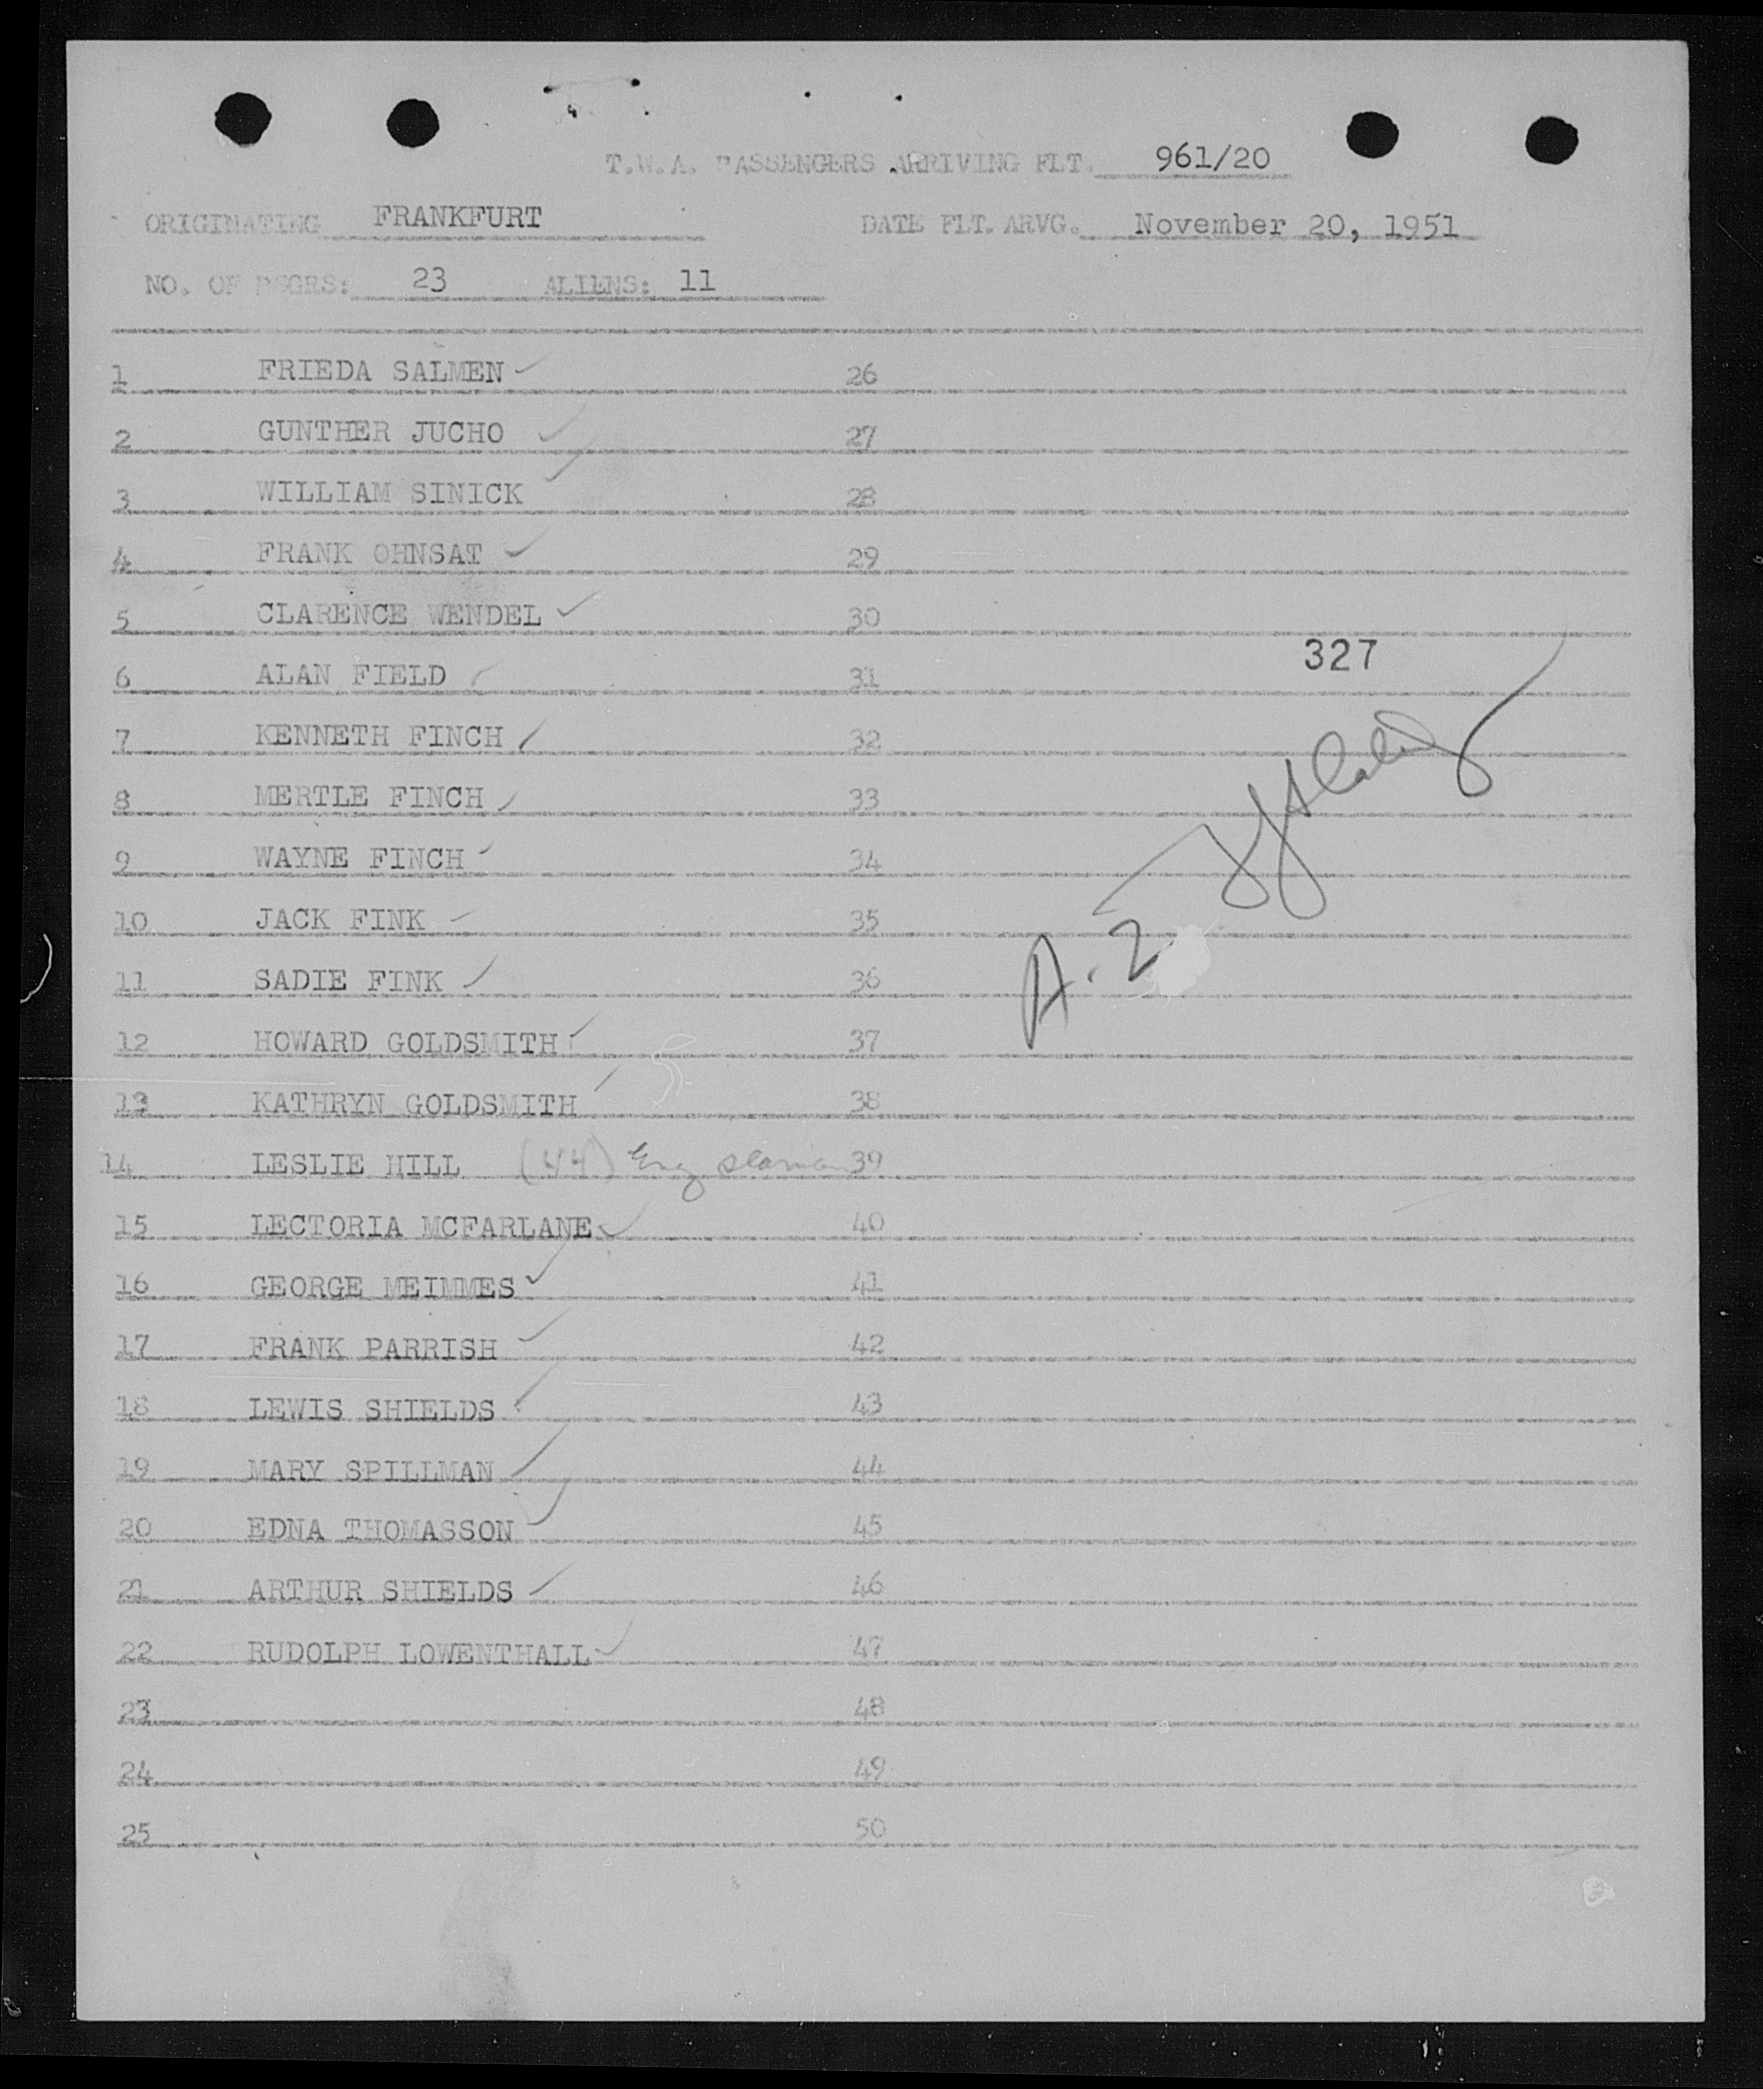 T.W.A. PASSENGERS ARRIVING FLT. 961/20
ORIGINATING FRANKFURT DATE FLT. ARVG. November 20, 1951
NO. OF PSGRS: 23 ALIENS: 11
1 FRIEDA SALMEN 26
2 GUNTHER JUCHO 27
3 WILLIAM SINICK 28
4 FRANK OHNSAT 29
5 CLARENCE WENDEL 30
327
6 ALAN FIELD 31
7 KENNETH FINCH 32
8 MERTLE FINCH 33
9 WAYNE FINCH 34
10 JACK FINK 35
A. 2
11 SADIE FINK 36
12 HOWARD GOLDSMITH 37
13 KATHRYN GOLDSMITH 38
14 LESLIE HILL (44) Eng 39
15 LECTORIA MCFARLANE 40
16 GEORGE MEIMMES 41
17 FRANK PARRISH 42
18 LEWIS SHIELDS 43
19 MARY SPILLMAN 44
20 EDNA THOMASSON 45
21 ARTHUR SHIELDS 46
22 RUDOLPH LOWENTHALL 47
23 48
24 49
25 50